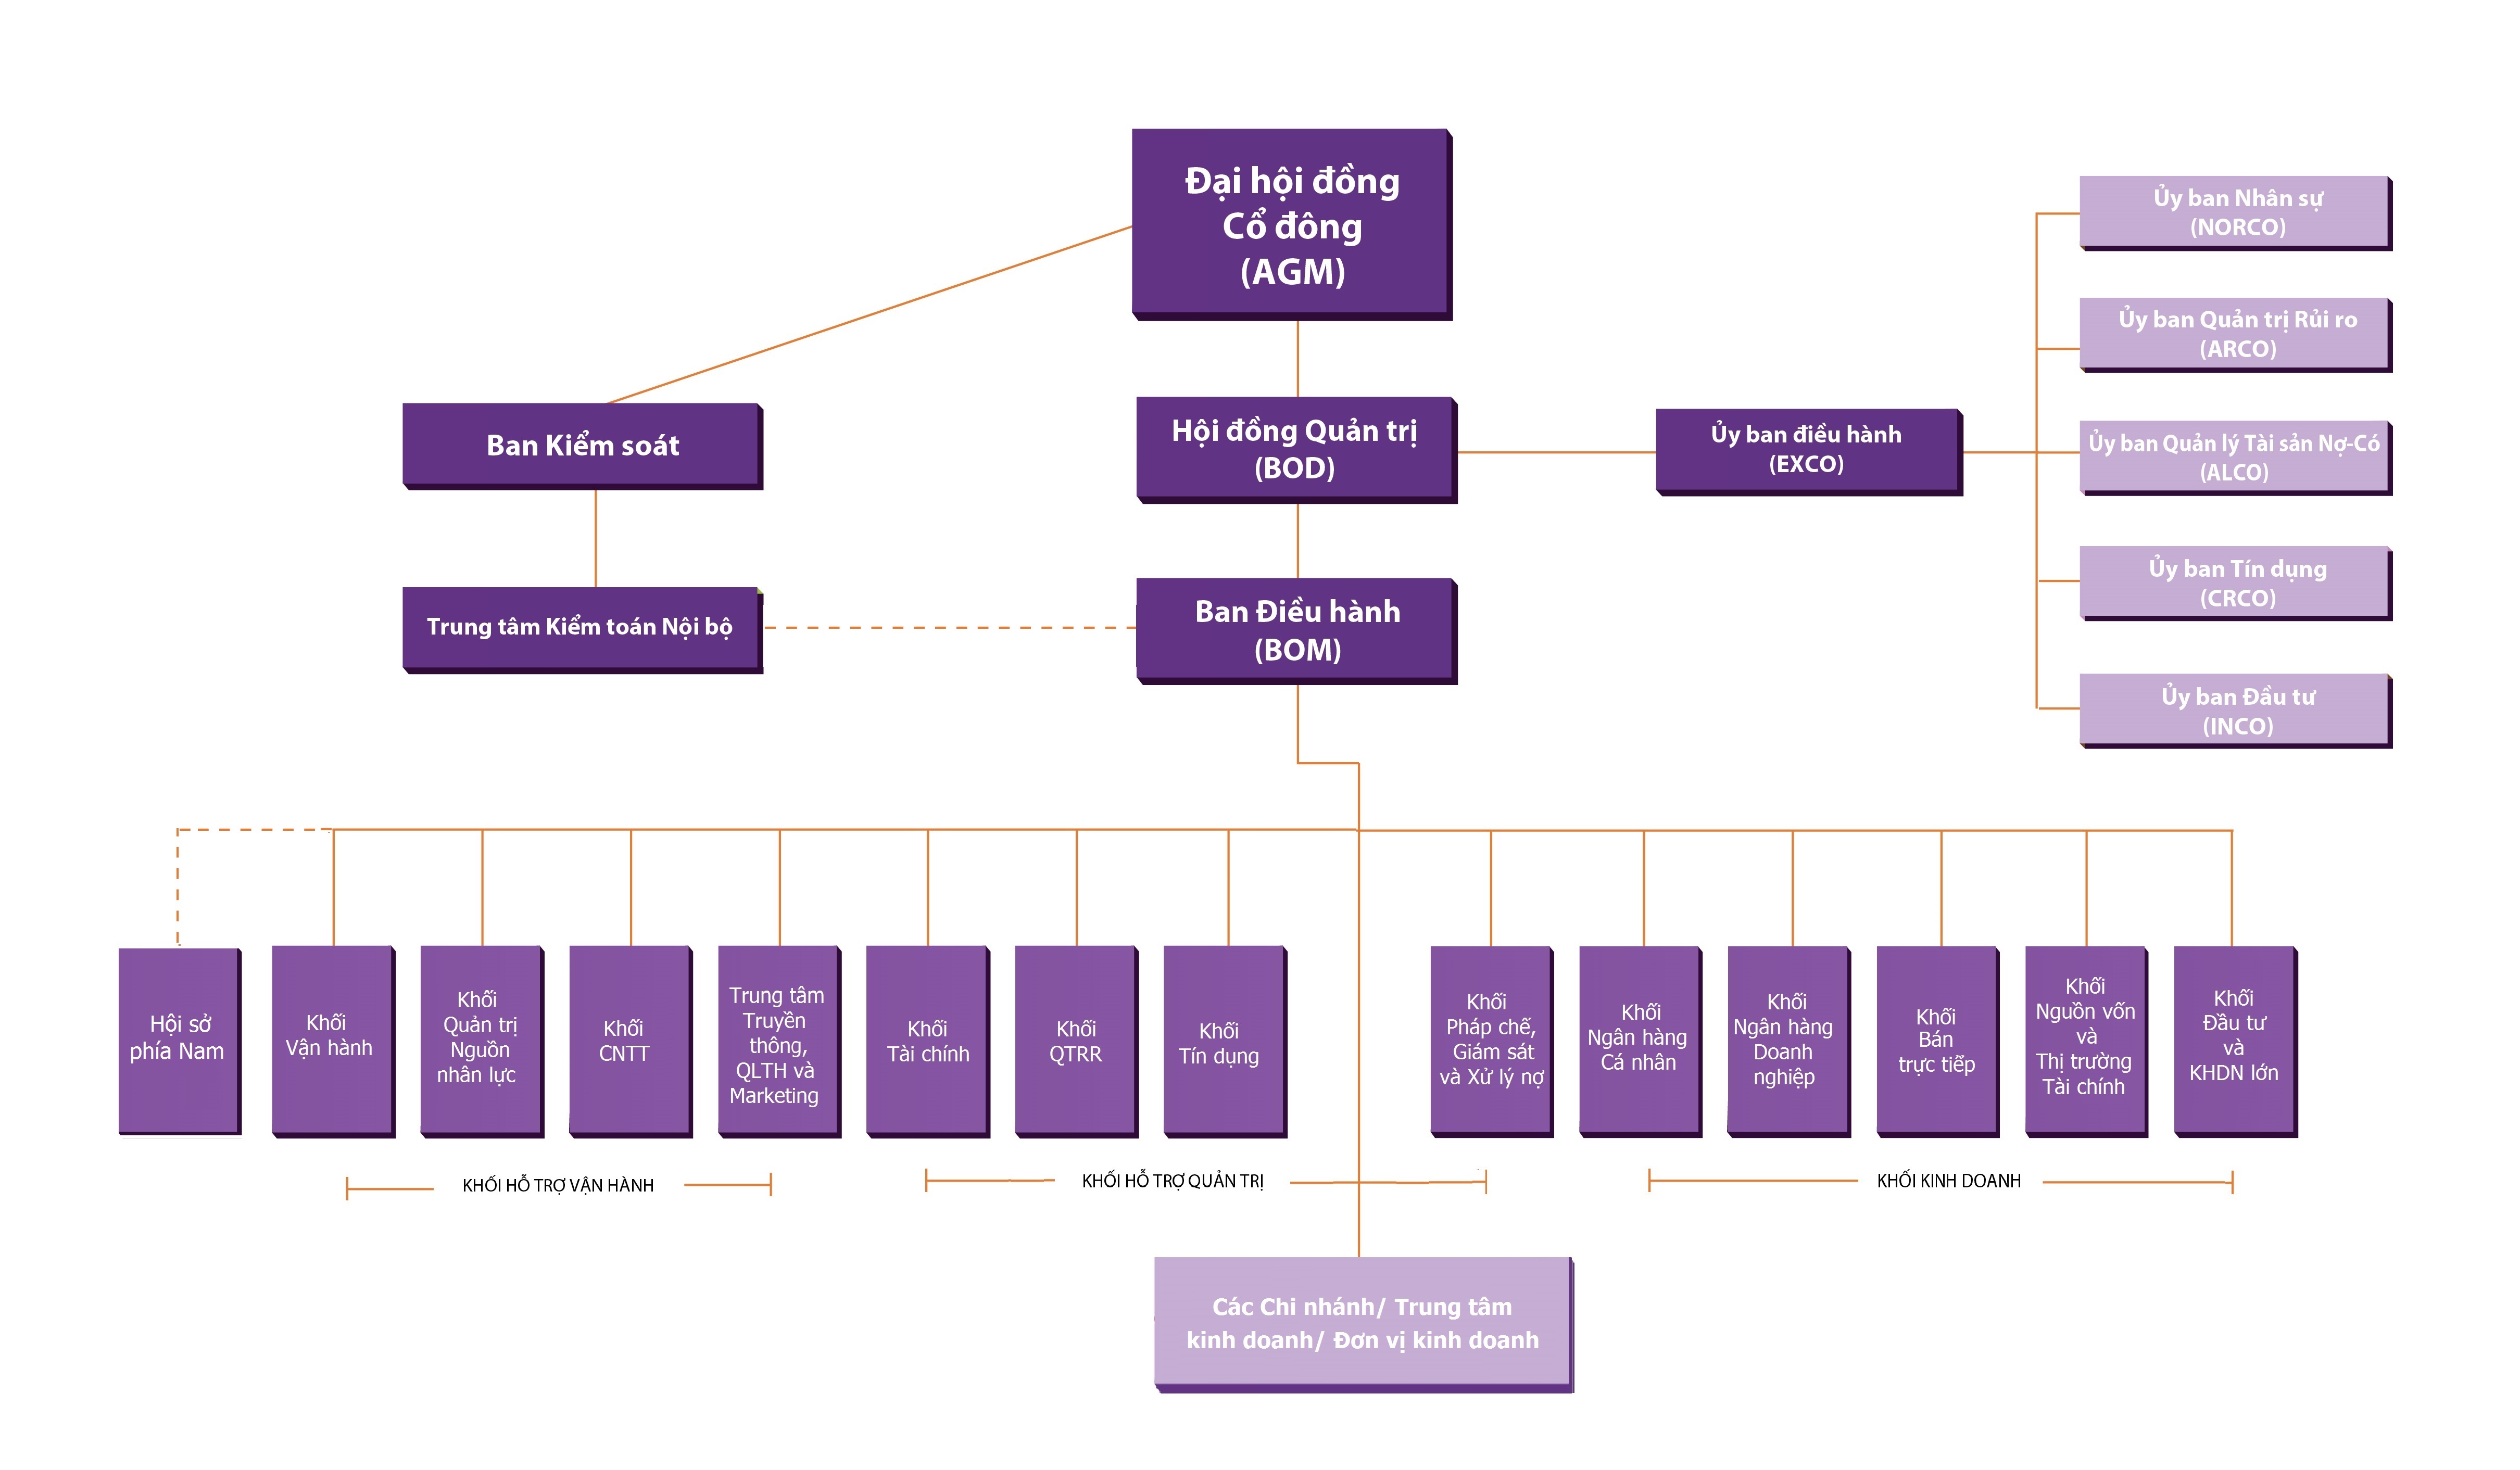 Đại hội đồng
Cổ đông
(AGM)
Ủy ban Nhân sự
(NORCO)
Ủy ban Quản trị Rủi ro
(ARCO)
Ban Kiểm soát
Hội đồng Quản trị
(BOD)
Ủy ban điều hành
(EXCO)
Ủy ban Quản lý Tài sản Nợ-Có
(ALCO)
Ủy ban Tín dụng
(CRCO)
Trung tâm Kiểm toán Nội bộ
Ban Điều hành
(BOM)
Ủy ban Đầu tư
(INCO)
Hội sở
phía Nam
Khối
Vận hành
Khối
Quản trị
Nguồn
nhân lực
Khối
CNTT
Trung tâm
Truyền
thông,
QLTH và
Marketing
Khối
Tài chính
Khối
QTRR
Khối
Tín dụng
Khối
Pháp chế,
Giám sát
và Xử lý nợ
Khối
Ngân hàng
Cá nhân
Khối
Ngân hàng
Doanh
nghiệp
Khối
Bán
trực tiếp
Khối
Nguồn vốn
và
Thị trường
Tài chính
Khối
Đầu tư
và
KHDN lớn
KHỐI HỖ TRỢ VẬN HÀNH
KHỐI HỖ TRỢ QUẢN TRỊ
KHỐI KINH DOANH
Các Chi nhánh/ Trung tâm
kinh doanh/ Đơn vị kinh doanh